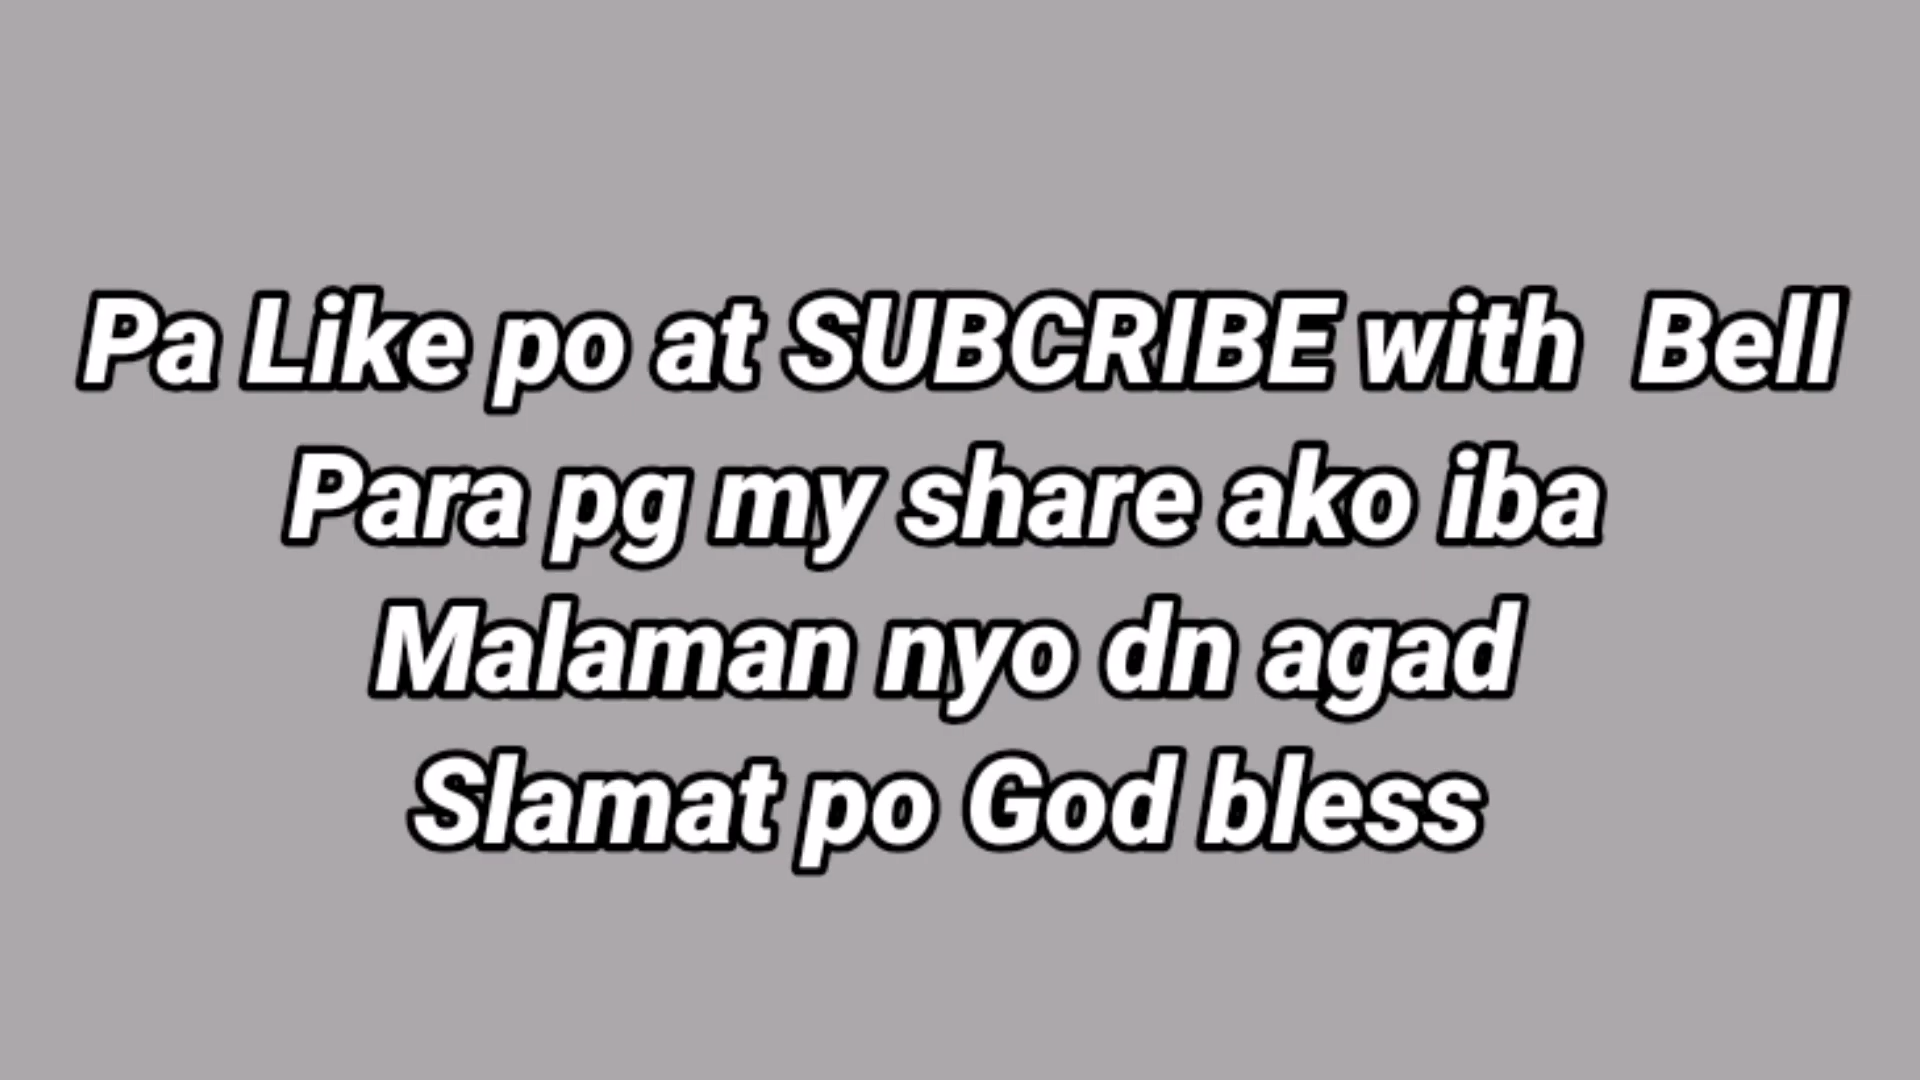 Pa Like po at SUBCRIBE with  Bell
Para pg my share ako iba
Malaman nyo dn agad
Slamat po God bless